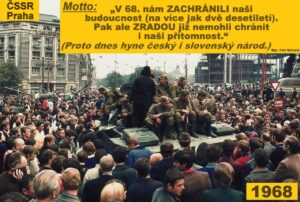 ČSSR
Praha
Motto:
„V 68. nám ZACHRÁNILI naši
budoucnost (na více jak dvě desetiletí).
Pak ale ZRADOU již nemohli chránit
i naši přítomnost.“
(Proto dnes hyne český i slovenský národ.)
1968